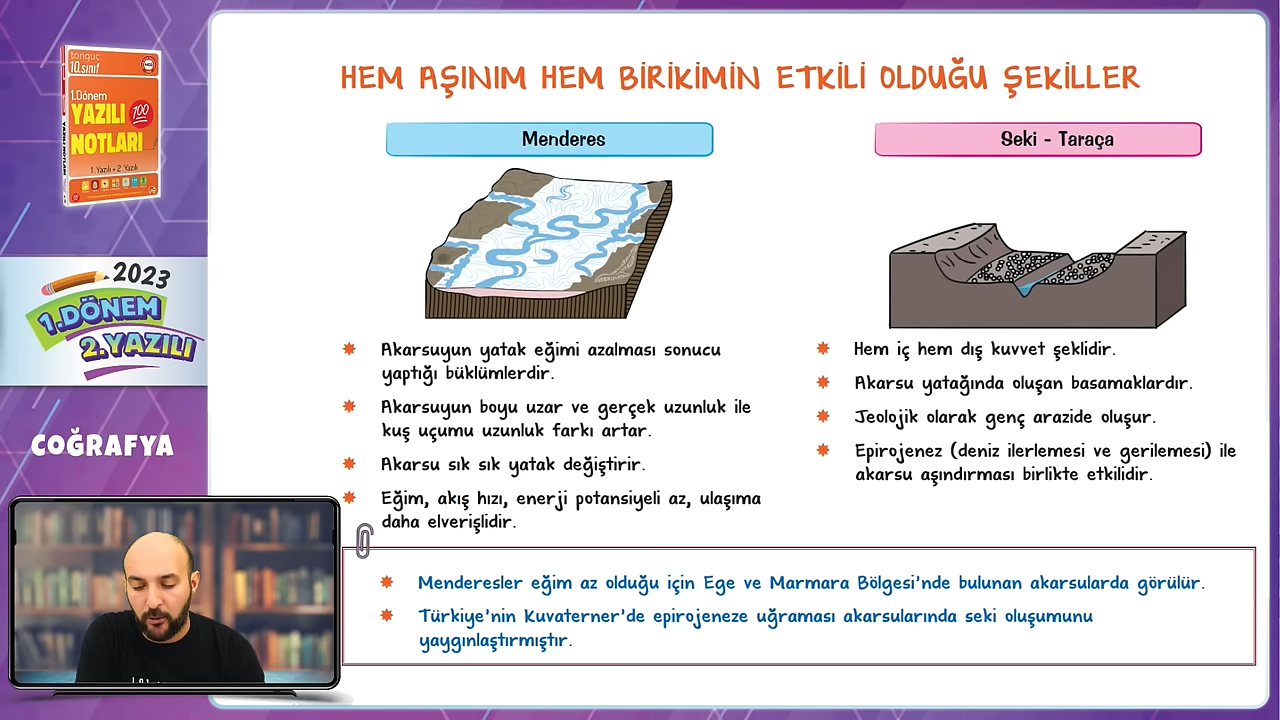 tonguç
10.sınıf
1.Dönem
YAZILI
100
NOTLARI
1.Yazılı + 2.Yazılı
2023
1.DÖNEM
2.YAZILI
COĞRAFYA
HEM AŞINIM HEM BİRİKİMİN ETKİLİ OLDUĞU ŞEKİLLER
Menderes
Akarsuyun yatak eğimi azalması sonucu
yaptığı büklümlerdir.
Akarsuyun boyu uzar ve gerçek uzunluk ile
kuş uçumu uzunluk farkı artar.
Akarsu sık sık yatak değiştirir.
Eğim, akış hızı, enerji potansiyeli az, ulaşıma
daha elverişlidir.
Seki - Taraça
Hem iç hem dış kuvvet şeklidir.
Akarsu yatağında oluşan basamaklardır.
Jeolojik olarak genç arazide oluşur.
Epirojenez (deniz ilerlemesi ve gerilemesi) ile
akarsu aşındırması birlikte etkilidir.
Menderesler eğim az olduğu için Ege ve Marmara Bölgesi'nde bulunan akarsularda görülür.
Türkiye'nin Kuvaterner'de epirojeneze uğraması akarsularında seki oluşumunu
yaygınlaştırmıştır.